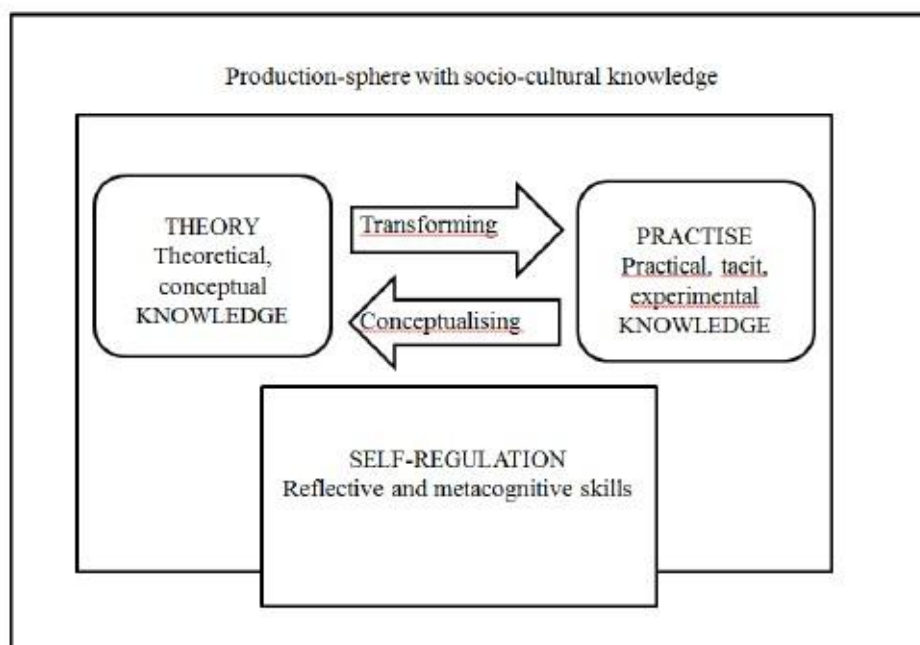 Production-sphere with socio-cultural knowledge
THEORY
Theoretical,
conceptual
KNOWLEDGE
Transforming
Conceptualising
PRACTISE
Practical, tacit,
experimental
KNOWLEDGE
SELF-REGULATION
Reflective and metacognitive skills